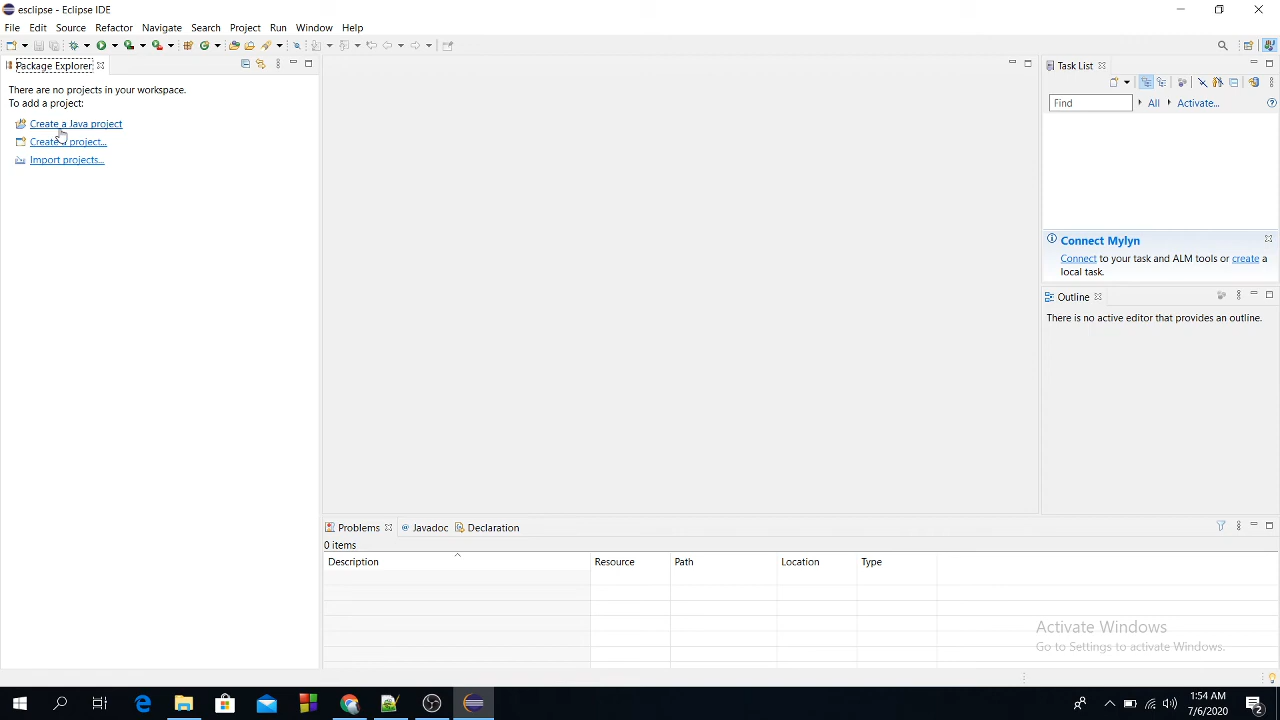 esclipse - Eclipse IDE
File Edit Source Refactor Navigate Search Project Run Window Help
Package Explorer
There are no projects in your workspace.
To add a project:
Create a Java project
Create a project...
Import projects...
Task List
Find
All
Activate...
Connect Mylyn
Connect to your task and ALM tools or create a
local task.
Outline
There is no active editor that provides an outline.
Problems
@ Javadoc
Declaration
0 items
Description Resource Path Location Type
Activate Windows
Go to Settings to activate Windows.
1:54 AM
7/6/2020
2